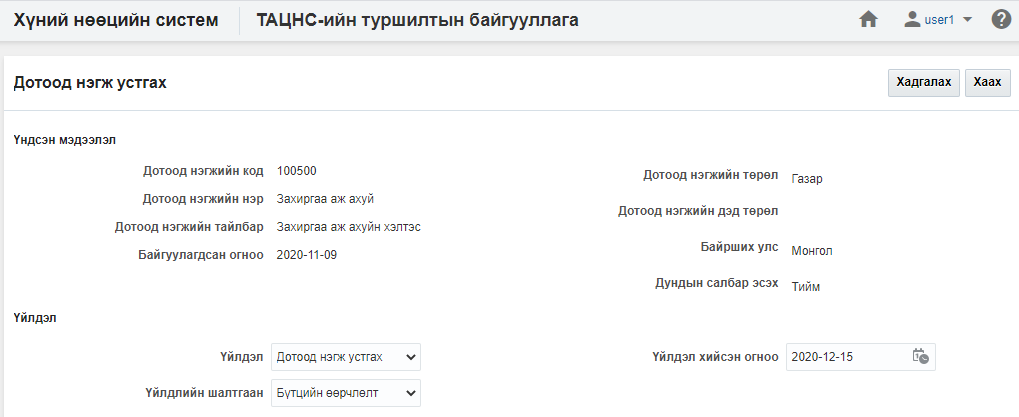 Хүний нөөцийн систем ТАЦНС-ийн туршилтын байгууллага user1
Дотоод нэгж устгах Хадгалах Хаах
Үндсэн мэдээлэл
Дотоод нэгжийн код 100500 Дотоод нэгжийн төрөл Газар
Дотоод нэгжийн нэр Захиргаа аж ахуй Дотоод нэгжийн дэд төрөл
Дотоод нэгжийн тайлбар Захиргаа аж ахуйн хэлтэс Байрших улс Монгол
Байгуулагдсан огноо 2020-11-09 Дундын салбар эсэх Тийм
Үйлдэл
Үйлдэл Дотоод нэгж устгах Үйлдэл хийсэн огноо 2020-12-15
Үйлдлийн шалтгаан Бүтцийн өөрчлөлт